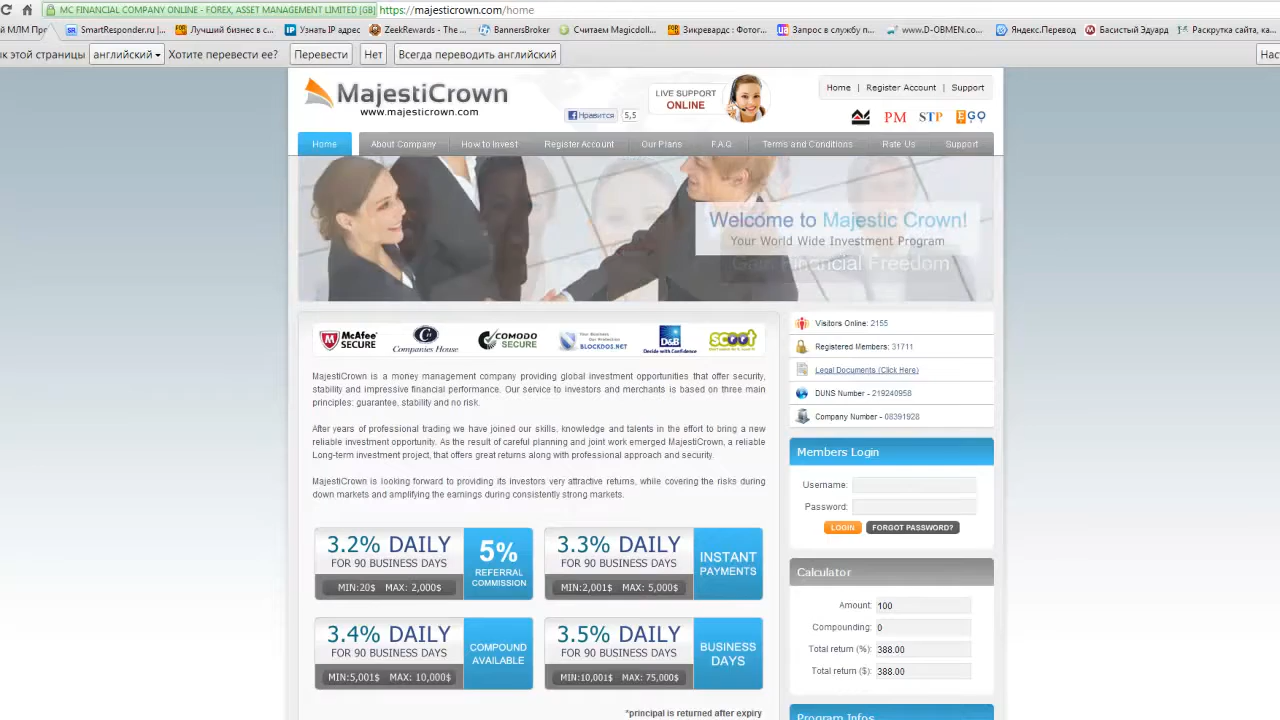 MC FINANCIAL COMPANY ONLINE - FOREX, ASSET MANAGEMENT LIMITED [GB] https://majesticrown.com/home
й МЛМ Пр SmartResponder.ru |... Лучший бизнес в с... Узнать IP адрес ZeekRewards - The ... BannersBroker Считаем Magicdoll... Зикревардс : Фотог... Запрос в службу п... www.D-OBMEN.co... Яндекс.Перевод Басистый Эдуард Раскрутка сайта, ка...
к этой страницы английский Хотите перевести ее? Перевести Нет Всегда переводить английский Нас
MajestiCrown
www.majesticrown.com
Нравится 5,5
LIVE SUPPORT
ONLINE
Home | Register Account | Support
PM STP EGO
Home About Company How to Invest Register Account Our Plans F.A.Q Terms and Conditions Rate Us Support
Welcome to Majestic Crown!
Your World Wide Investment Program
Gain Financial Freedom
McAfee SECURE
Companies House
COMODO SECURE
Your Business Our Protection
BLOCKDOS.NET
D&B
Decide with Confidence
scoot
MajestiCrown is a money management company providing global investment opportunities that offer security,
stability and impressive financial performance. Our service to investors and merchants is based on three main
principles: guarantee, stability and no risk.
After years of professional trading we have joined our skills, knowledge and talents in the effort to bring a new
reliable investment opportunity. As the result of careful planning and joint work emerged MajestiCrown, a reliable
Long-term investment project, that offers great returns along with professional approach and security.
MajestiCrown is looking forward to providing its investors very attractive returns, while covering the risks during
down markets and amplifying the earnings during consistently strong markets.
3.2% DAILY
FOR 90 BUSINESS DAYS
MIN:20$ MAX: 2,000$
5%
REFERRAL
COMMISSION
3.3% DAILY
FOR 90 BUSINESS DAYS
MIN:2,001$ MAX: 5,000$
INSTANT
PAYMENTS
3.4% DAILY
FOR 90 BUSINESS DAYS
MIN:5,001$ MAX: 10,000$
COMPOUND
AVAILABLE
3.5% DAILY
FOR 90 BUSINESS DAYS
MIN:10,001$ MAX: 75,000$
BUSINESS
DAYS
*principal is returned after expiry
Visitors Online: 2155
Registered Members: 31711
Legal Documents (Click Here)
DUNS Number - 219240958
Company Number - 08391928
Members Login
Username:
Password:
LOGIN FORGOT PASSWORD?
Calculator
Amount: 100
Compounding: 0
Total return (%): 388.00
Total return ($): 388.00
Program Infos